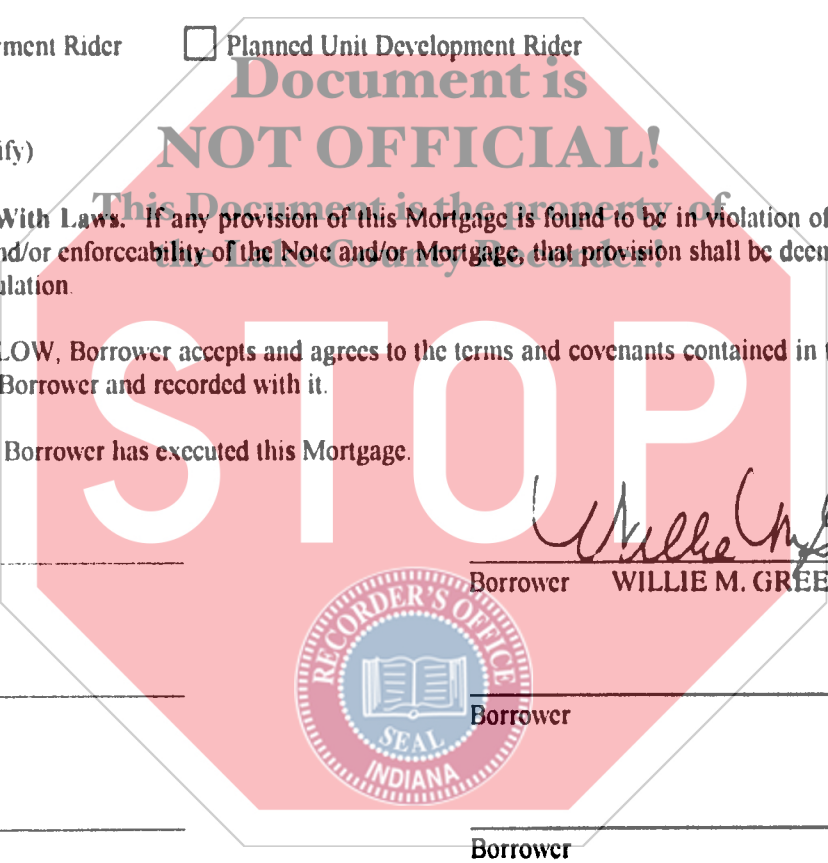 ment Rider Planned Unit Development Rider
Document is
NOT OFFICIAL!
ify)
This Document is the property of
With Laws. If any provision of this Mortgage is found to be in violation of
nd/or enforceability of the Note and/or Mortgage, that provision shall be deem
the Lake County Recorder!
ulation.
LOW, Borrower accepts and agrees to the terms and covenants contained in t
Borrower and recorded with it.
STOP
Borrower has executed this Mortgage.
Willie M
Borrower WILLIE M. GREE
RECORDER'S OFFICE
SEAL
INDIANA
Borrower
Borrower